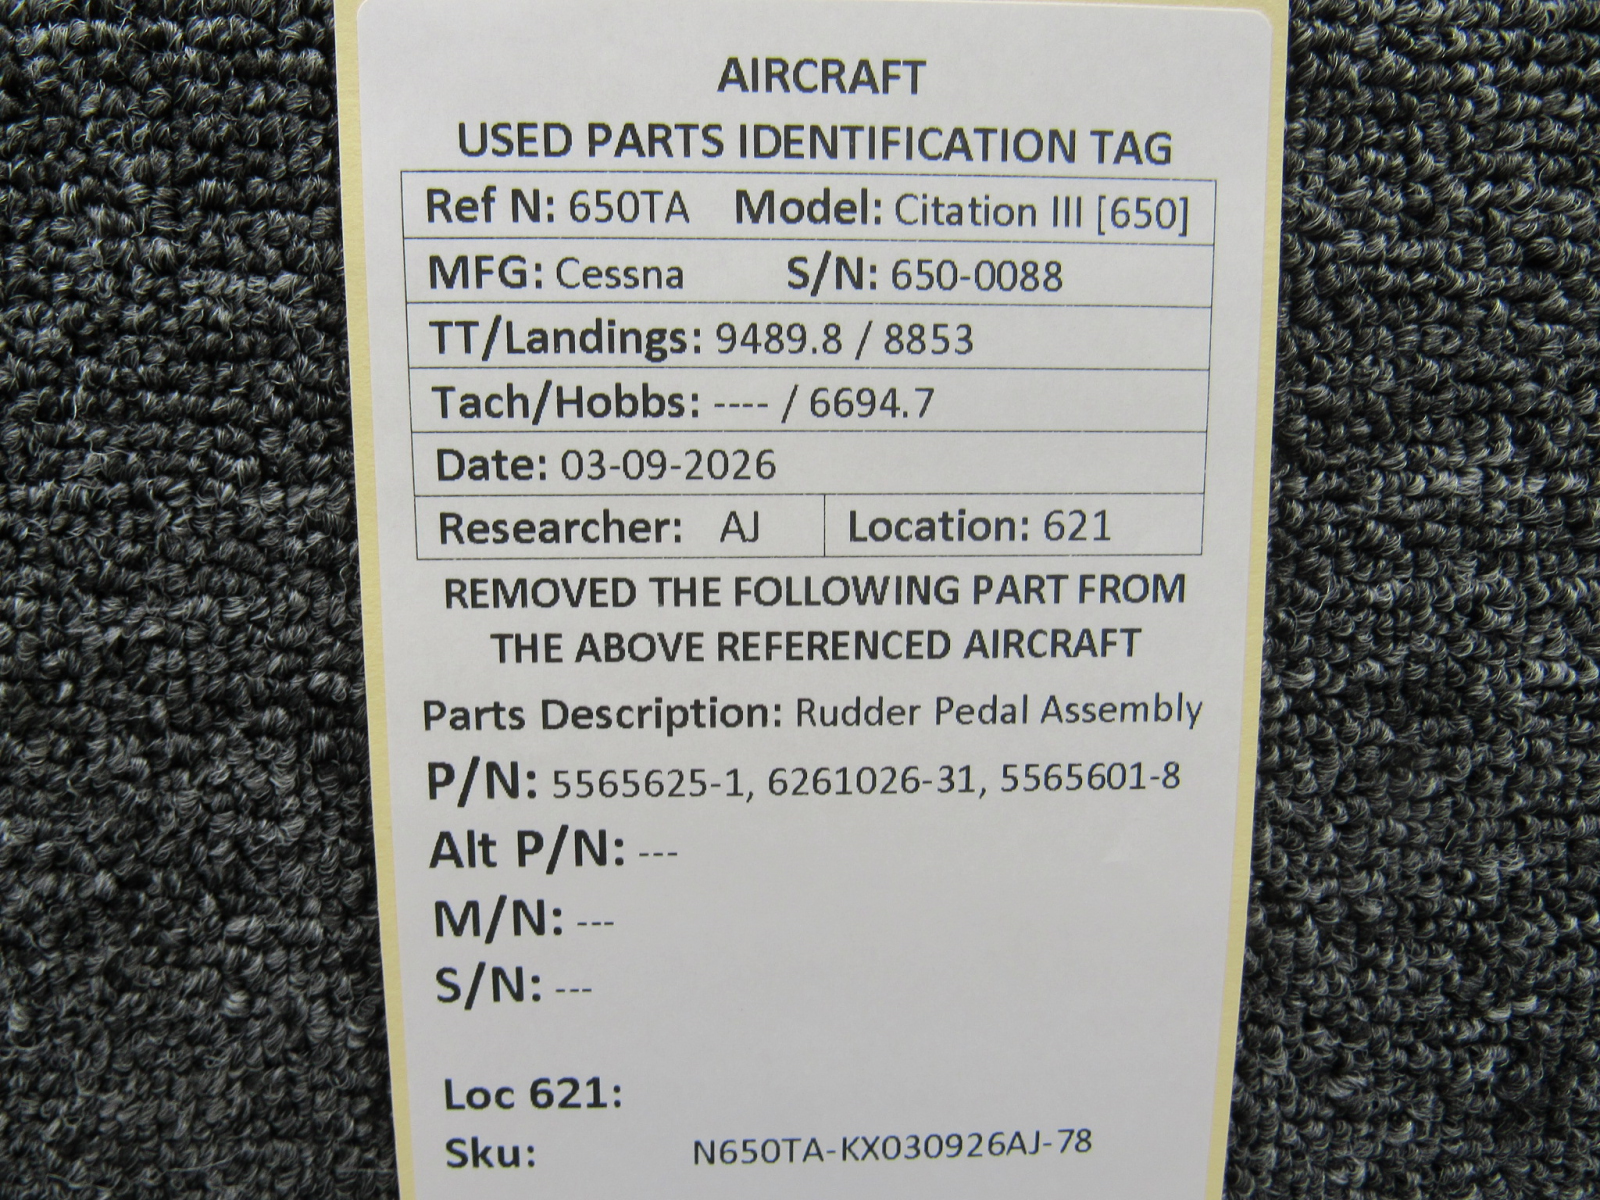 AIRCRAFT
USED PARTS IDENTIFICATION TAG
Ref N: 650TA Model: Citation III [650]
MFG: Cessna S/N: 650-0088
TT/Landings: 9489.8 / 8853
Tach/Hobbs: ---- / 6694.7
Date: 03-09-2026
Researcher: AJ Location: 621
REMOVED THE FOLLOWING PART FROM
THE ABOVE REFERENCED AIRCRAFT
Parts Description: Rudder Pedal Assembly
P/N: 5565625-1, 6261026-31, 5565601-8
Alt P/N: ---
M/N: ---
S/N: ---
Loc 621:
Sku: N650TA-KX030926AJ-78